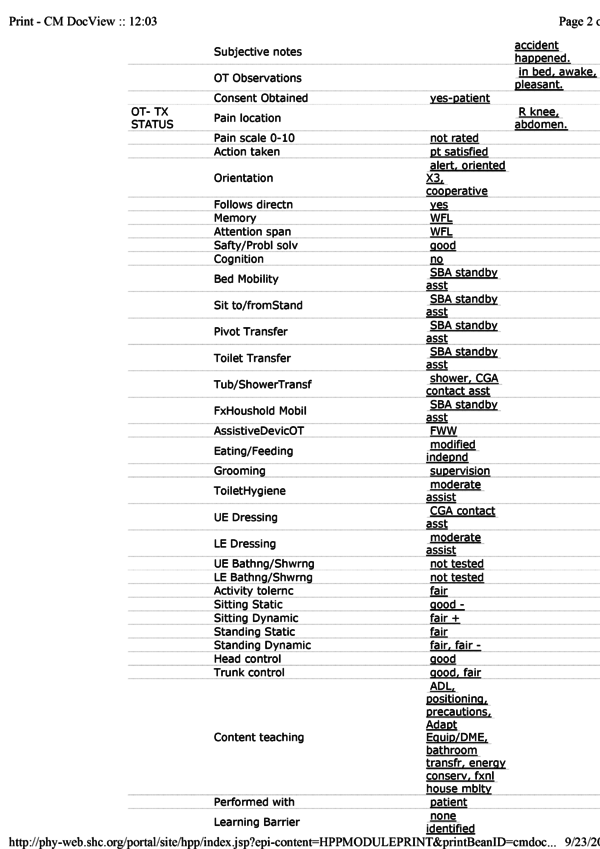 Print - CM DocView :: 12:03 Page 2 o
Subjective notes accident happened.
OT Observations in bed, awake, pleasant.
Consent Obtained yes-patient
OT- TX STATUS Pain location R knee, abdomen.
Pain scale 0-10 not rated
Action taken pt satisfied
Orientation alert, oriented X3, cooperative
Follows directn yes
Memory WFL
Attention span WFL
Safty/Probl solv good
Cognition no
Bed Mobility SBA standby asst
Sit to/fromStand SBA standby asst
Pivot Transfer SBA standby asst
Toilet Transfer SBA standby asst
Tub/ShowerTransf shower, CGA contact asst
FxHoushold Mobil SBA standby asst
AssistiveDevicOT FWW
Eating/Feeding modified indepnd
Grooming supervision
ToiletHygiene moderate assist
UE Dressing CGA contact asst
LE Dressing moderate assist
UE Bathng/Shwrng not tested
LE Bathng/Shwrng not tested
Activity tolernc fair
Sitting Static good -
Sitting Dynamic fair +
Standing Static fair
Standing Dynamic fair, fair -
Head control good
Trunk control good, fair
Content teaching ADL, positioning, precautions, Adapt Equip/DME, bathroom transfr, energy conserv, fxnl house mblty
Performed with patient
Learning Barrier none identified
http://phy-web.shc.org/portal/site/hpp/index.jsp?epi-content=HPPMODULEPRINT&printBeanID=cmdoc... 9/23/20